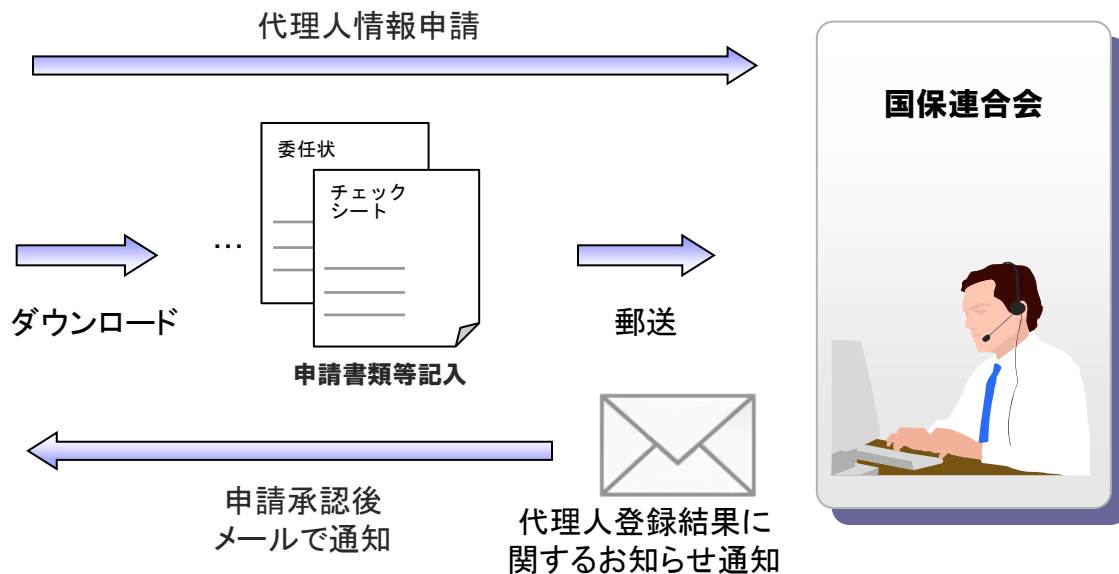 代理人情報申請
国保連合会
委任状
チェック
シート
…
ダウンロード
郵送
申請書類等記入
申請承認後
メールで通知
代理人登録結果に
関するお知らせ通知